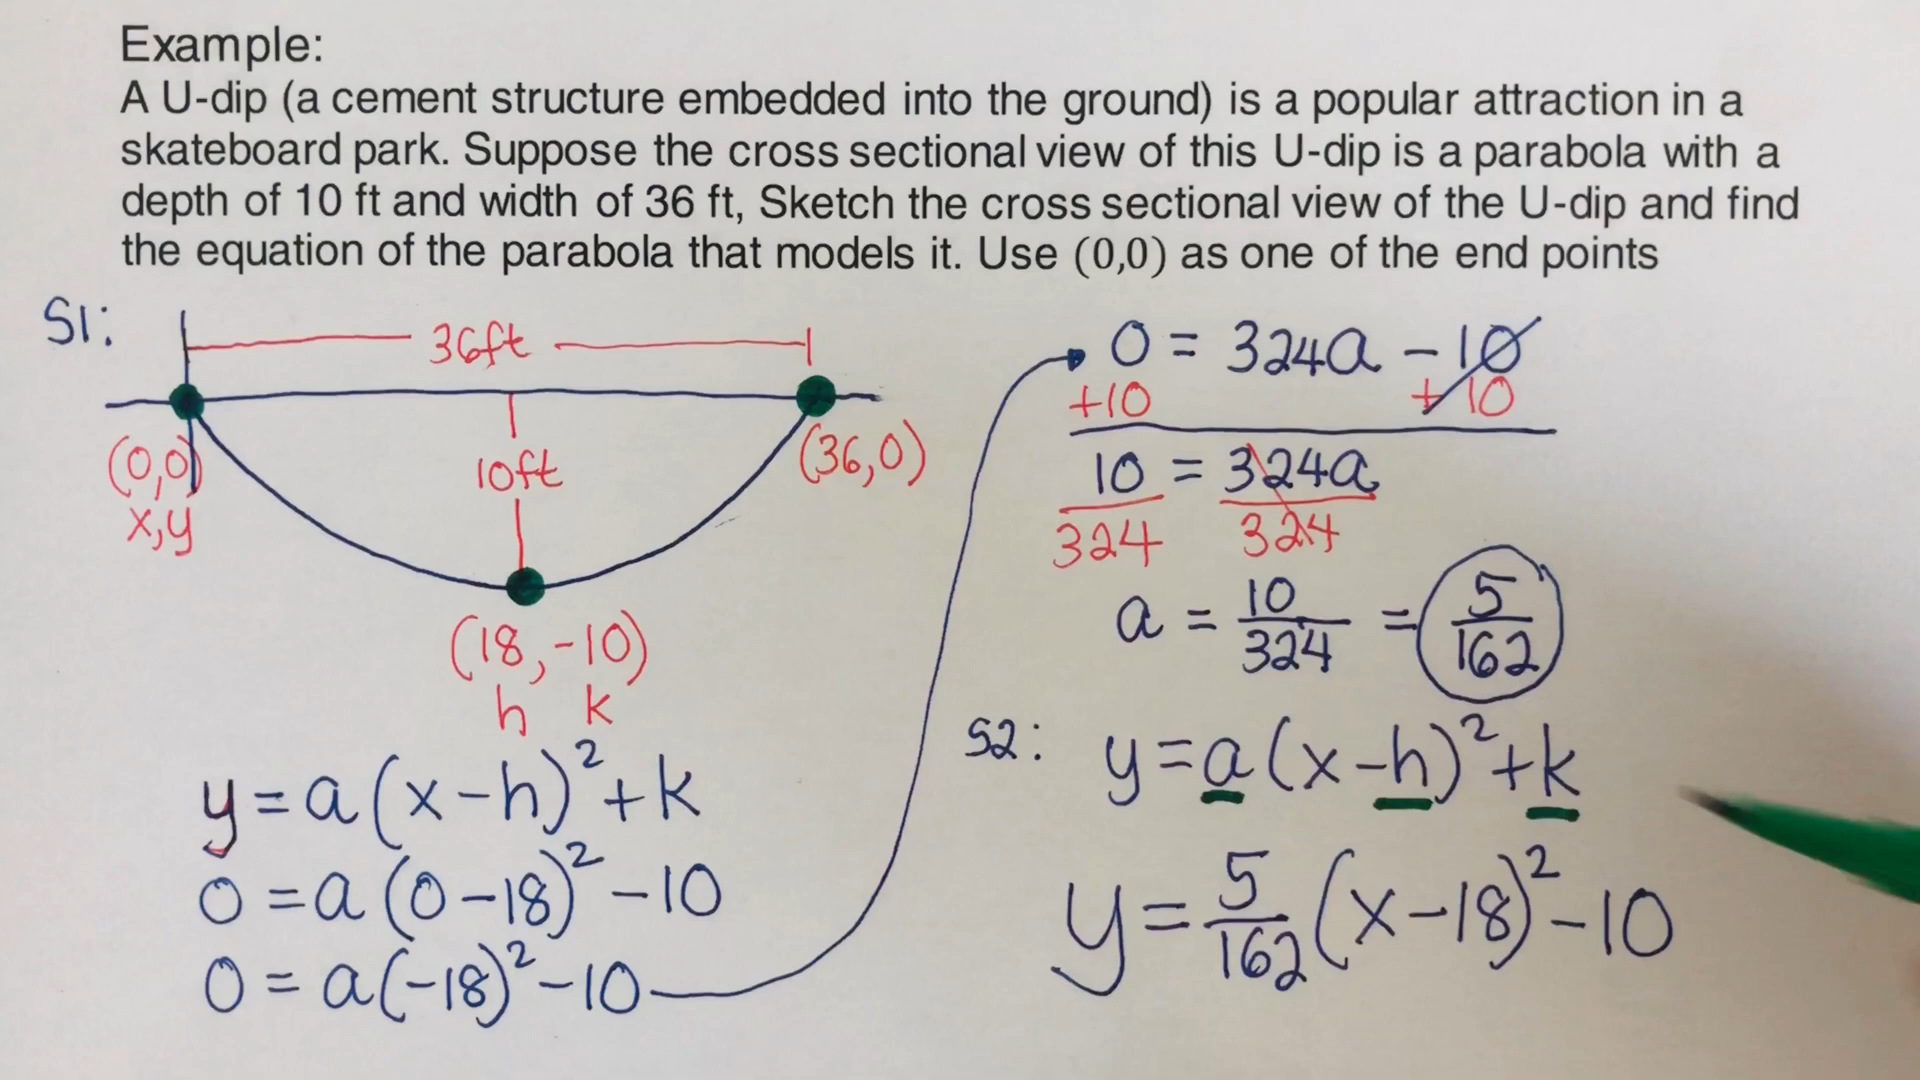 Example:
A U-dip (a cement structure embedded into the ground) is a popular attraction in a
skateboard park. Suppose the cross sectional view of this U-dip is a parabola with a
depth of 10 ft and width of 36 ft, Sketch the cross sectional view of the U-dip and find
the equation of the parabola that models it. Use (0,0) as one of the end points
S1:
36ft
(0,0)
x,y
10ft
(36,0)
(18,-10)
h k
y=a(x-h)²+k
0=a(0-18)²-10
0=a(-18)²-10
0=324a-10
+10 +10
10 = 324a
324 324
a = 10/324 = 5/162
S2: y=a(x-h)²+k
y=5/162(x-18)²-10